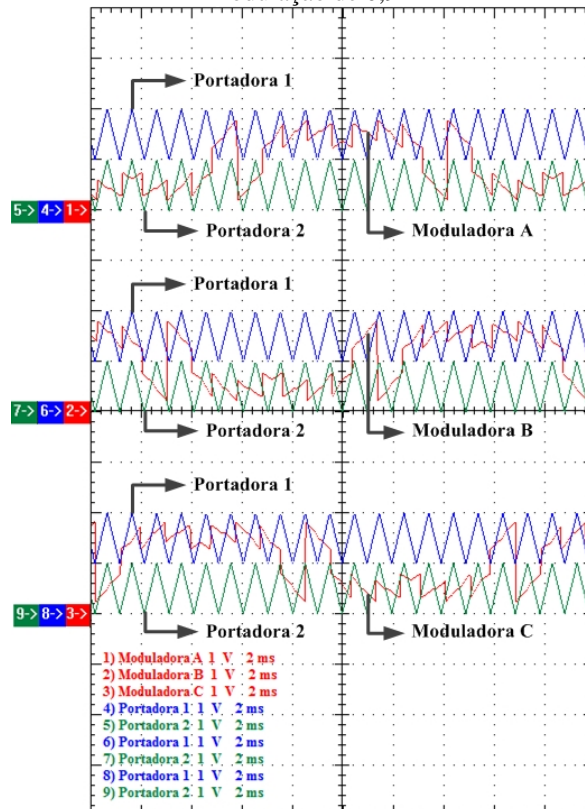 Portadora 1
5-> 4-> 1->
Portadora 2
Moduladora A
Portadora 1
7-> 6-> 2->
Portadora 2
Moduladora B
Portadora 1
9-> 8-> 3->
Portadora 2
Moduladora C
1) Moduladora A 1 V 2 ms
2) Moduladora B 1 V 2 ms
3) Moduladora C 1 V 2 ms
4) Portadora 1 1 V 2 ms
5) Portadora 2 1 V 2 ms
6) Portadora 1 1 V 2 ms
7) Portadora 2 1 V 2 ms
8) Portadora 1 1 V 2 ms
9) Portadora 2 1 V 2 ms